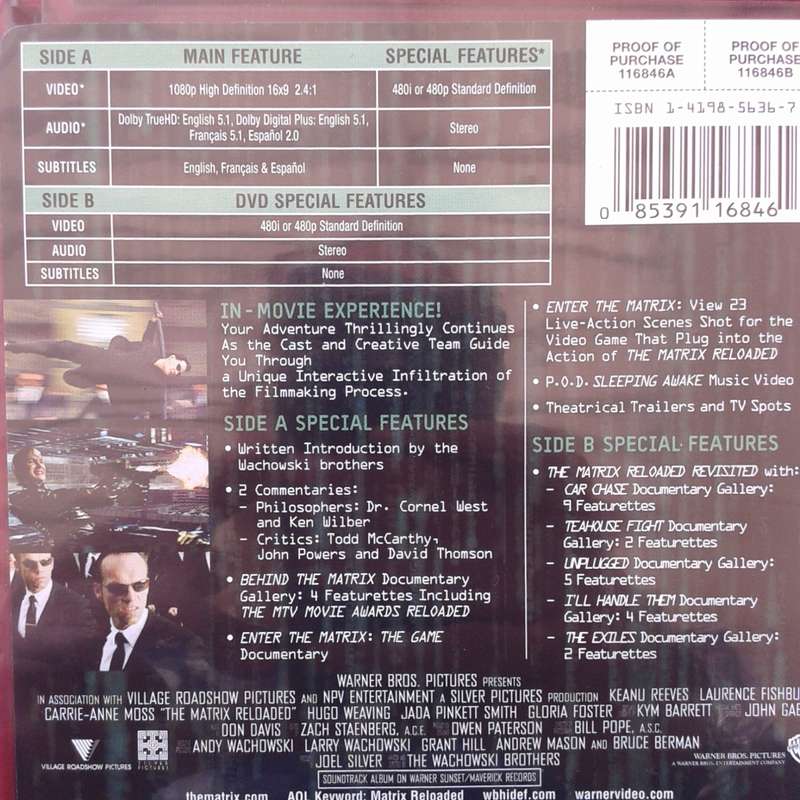 SIDE A MAIN FEATURE SPECIAL FEATURES*
VIDEO* 1080p High Definition 16x9 2.4:1 480i or 480p Standard Definition
AUDIO* Dolby TrueHD: English 5.1, Dolby Digital Plus: English 5.1,
Français 5.1, Español 2.0 Stereo
SUBTITLES English, Français & Español None
SIDE B DVD SPECIAL FEATURES
VIDEO 480i or 480p Standard Definition
AUDIO Stereo
SUBTITLES None
PROOF OF
PURCHASE
116846A
PROOF OF
PURCHASE
116846B
ISBN 1-4198-5636-7
0 85391 16846
IN-MOVIE EXPERIENCE!
Your Adventure Thrillingly Continues
As the Cast and Creative Team Guide
You Through
a Unique Interactive Infiltration of
the Filmmaking Process.
SIDE A SPECIAL FEATURES
• Written Introduction by the
Wachowski brothers
• 2 Commentaries:
- Philosophers: Dr. Cornel West
and Ken Wilber
- Critics: Todd McCarthy,
John Powers and David Thomson
• BEHIND THE MATRIX Documentary
Gallery: 4 Featurettes Including
THE MTV MOVIE AWARDS RELOADED
• ENTER THE MATRIX: THE GAME
Documentary
• ENTER THE MATRIX: View 23
Live-Action Scenes Shot for the
Video Game That Plug into the
Action of THE MATRIX RELOADED
• P.O.D. SLEEPING AWAKE Music Video
• Theatrical Trailers and TV Spots
SIDE B SPECIAL FEATURES
• THE MATRIX RELOADED REVISITED with:
- CAR CHASE Documentary Gallery:
9 Featurettes
- TEAHOUSE FIGHT Documentary
Gallery: 2 Featurettes
- UNPLUGGED Documentary Gallery:
5 Featurettes
- I'LL HANDLE THEM Documentary
Gallery: 4 Featurettes
- THE EXILES Documentary Gallery:
2 Featurettes
WARNER BROS. PICTURES PRESENTS
IN ASSOCIATION WITH VILLAGE ROADSHOW PICTURES AND NPV ENTERTAINMENT A SILVER PICTURES PRODUCTION KEANU REEVES LAURENCE FISHBU
CARRIE-ANNE MOSS "THE MATRIX RELOADED" HUGO WEAVING JADA PINKETT SMITH GLORIA FOSTER KYM BARRETT JOHN GAE
DON DAVIS ZACH STAENBERG, A.C.E. OWEN PATERSON BILL POPE, A.S.C.
ANDY WACHOWSKI LARRY WACHOWSKI GRANT HILL ANDREW MASON AND BRUCE BERMAN
JOEL SILVER THE WACHOWSKI BROTHERS
VILLAGE ROADSHOW PICTURES
WARNER BROS. PICTURES
A WARNER BROS. ENTERTAINMENT COMPANY
SOUNDTRACK ALBUM ON WARNER SUNSET/MAVERICK RECORDS
thematrix.com AOL Keyword: Matrix Reloaded wbhidef.com warnervideo.com